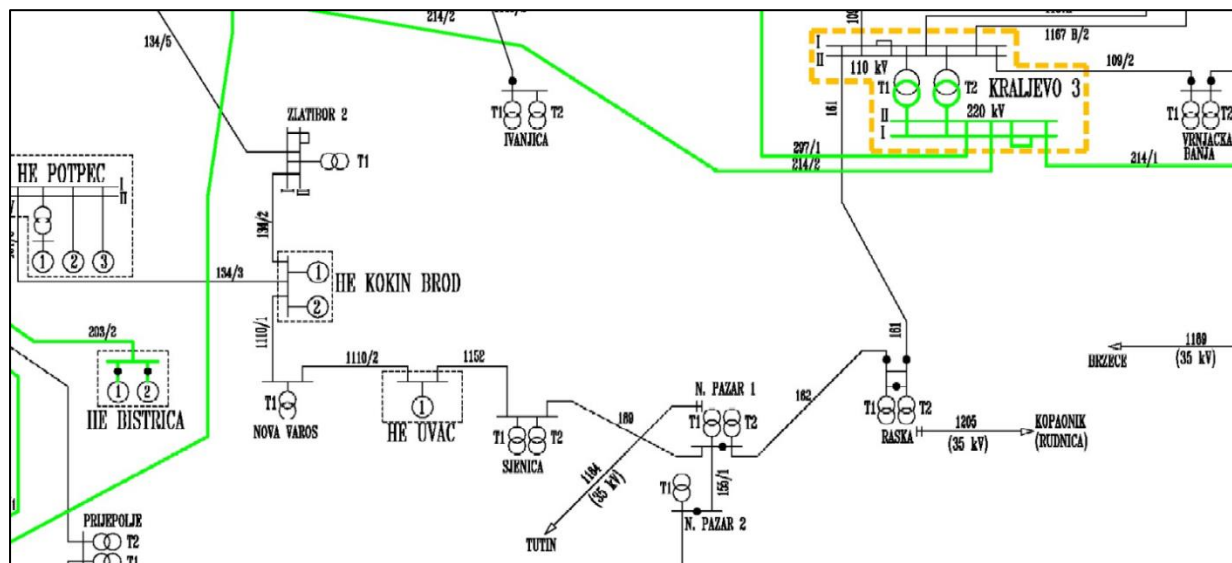 214/2
134/5
1167 B/2
I
II
110 kV
109/2
T1
T2
KRALJEVO 3
220 kV
II
I
161
T1
T2
IVANJICA
T1
T2
VRNJACKA
BANJA
ZLATIBOR 2
T1
297/1
214/2
214/1
HE POTPEC
I
II
134/2
1
2
3
134/3
1
HE KOKIN BROD
2
203/2
1110/1
161
1189
(35 kV)
BRZECE
1
2
HE BISTRICA
1110/2
1152
T1
NOVA VAROS
1
HE UVAC
T1
T2
SJENICA
189
N. PAZAR 1
T1
T2
162
T1
T2
RASKA
1205
(35 kV)
KOPAONIK
(RUDNICA)
1184
(35 kV)
155/1
T1
N. PAZAR 2
TUTIN
PRIJEPOLJE
T2
T1